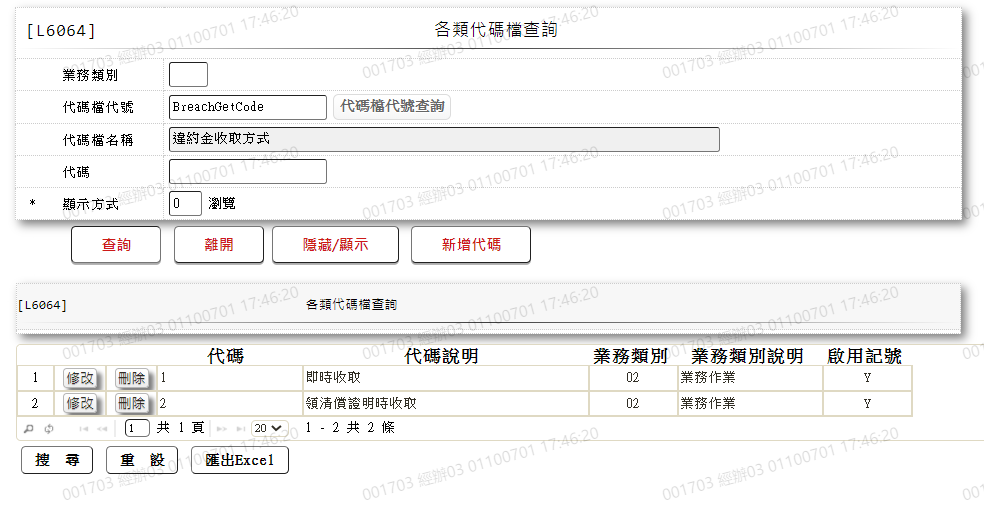 [L6064] 各類代碼檔查詢
業務類別
代碼檔代號 BreachGetCode 代碼檔代號查詢
代碼檔名稱 違約金收取方式
代碼
* 顯示方式 0 瀏覽
查詢 離開 隱藏/顯示 新增代碼
[L6064] 各類代碼檔查詢
代碼 代碼說明 業務類別 業務類別說明 啟用記號
1 修改 刪除 1 即時收取 02 業務作業 Y
2 修改 刪除 2 領清償證明時收取 02 業務作業 Y
1 共 1 頁 20 1 - 2 共 2 條
搜 尋 重 設 匯出Excel
001703 經辦03 01100701 17:46:20